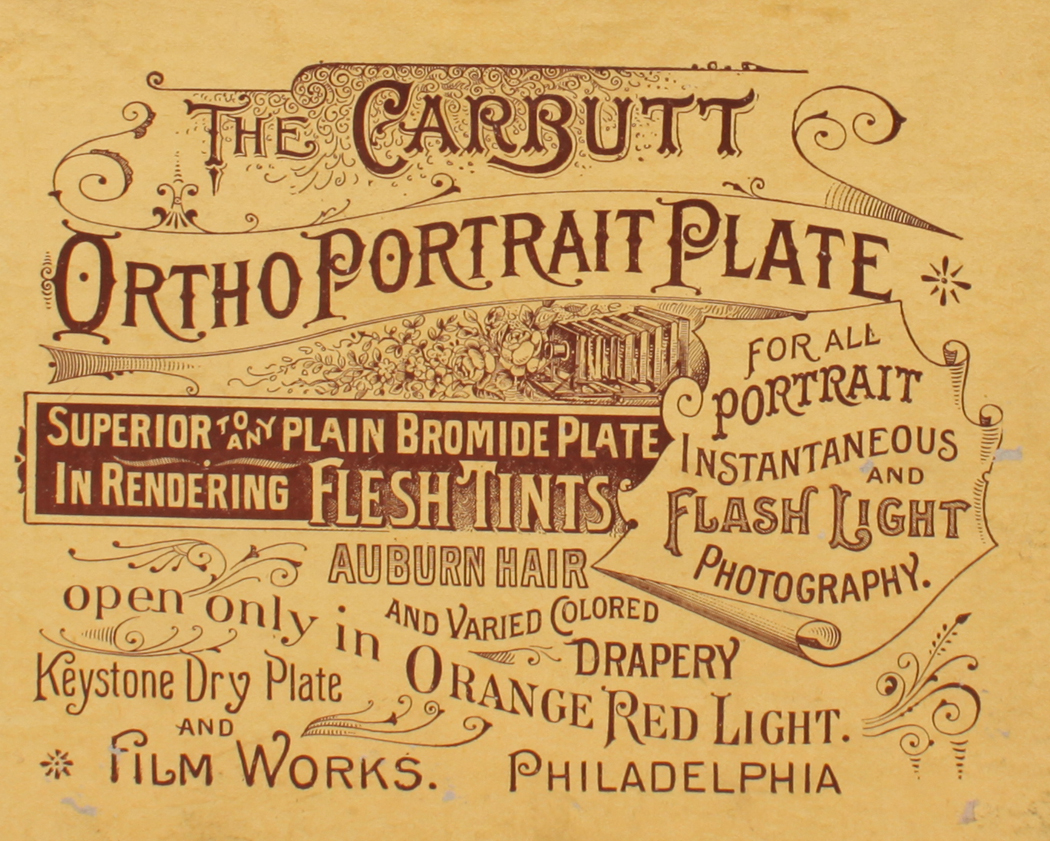 THE CARBUTT
ORTHO PORTRAIT PLATE
FOR ALL
PORTRAIT
INSTANTANEOUS
AND
FLASH LIGHT
PHOTOGRAPHY.
SUPERIOR TO ANY PLAIN BROMIDE PLATE
IN RENDERING FLESH TINTS
AUBURN HAIR
AND VARIED COLORED
DRAPERY
open only in
ORANGE RED LIGHT.
Keystone Dry Plate
AND
FILM WORKS. PHILADELPHIA